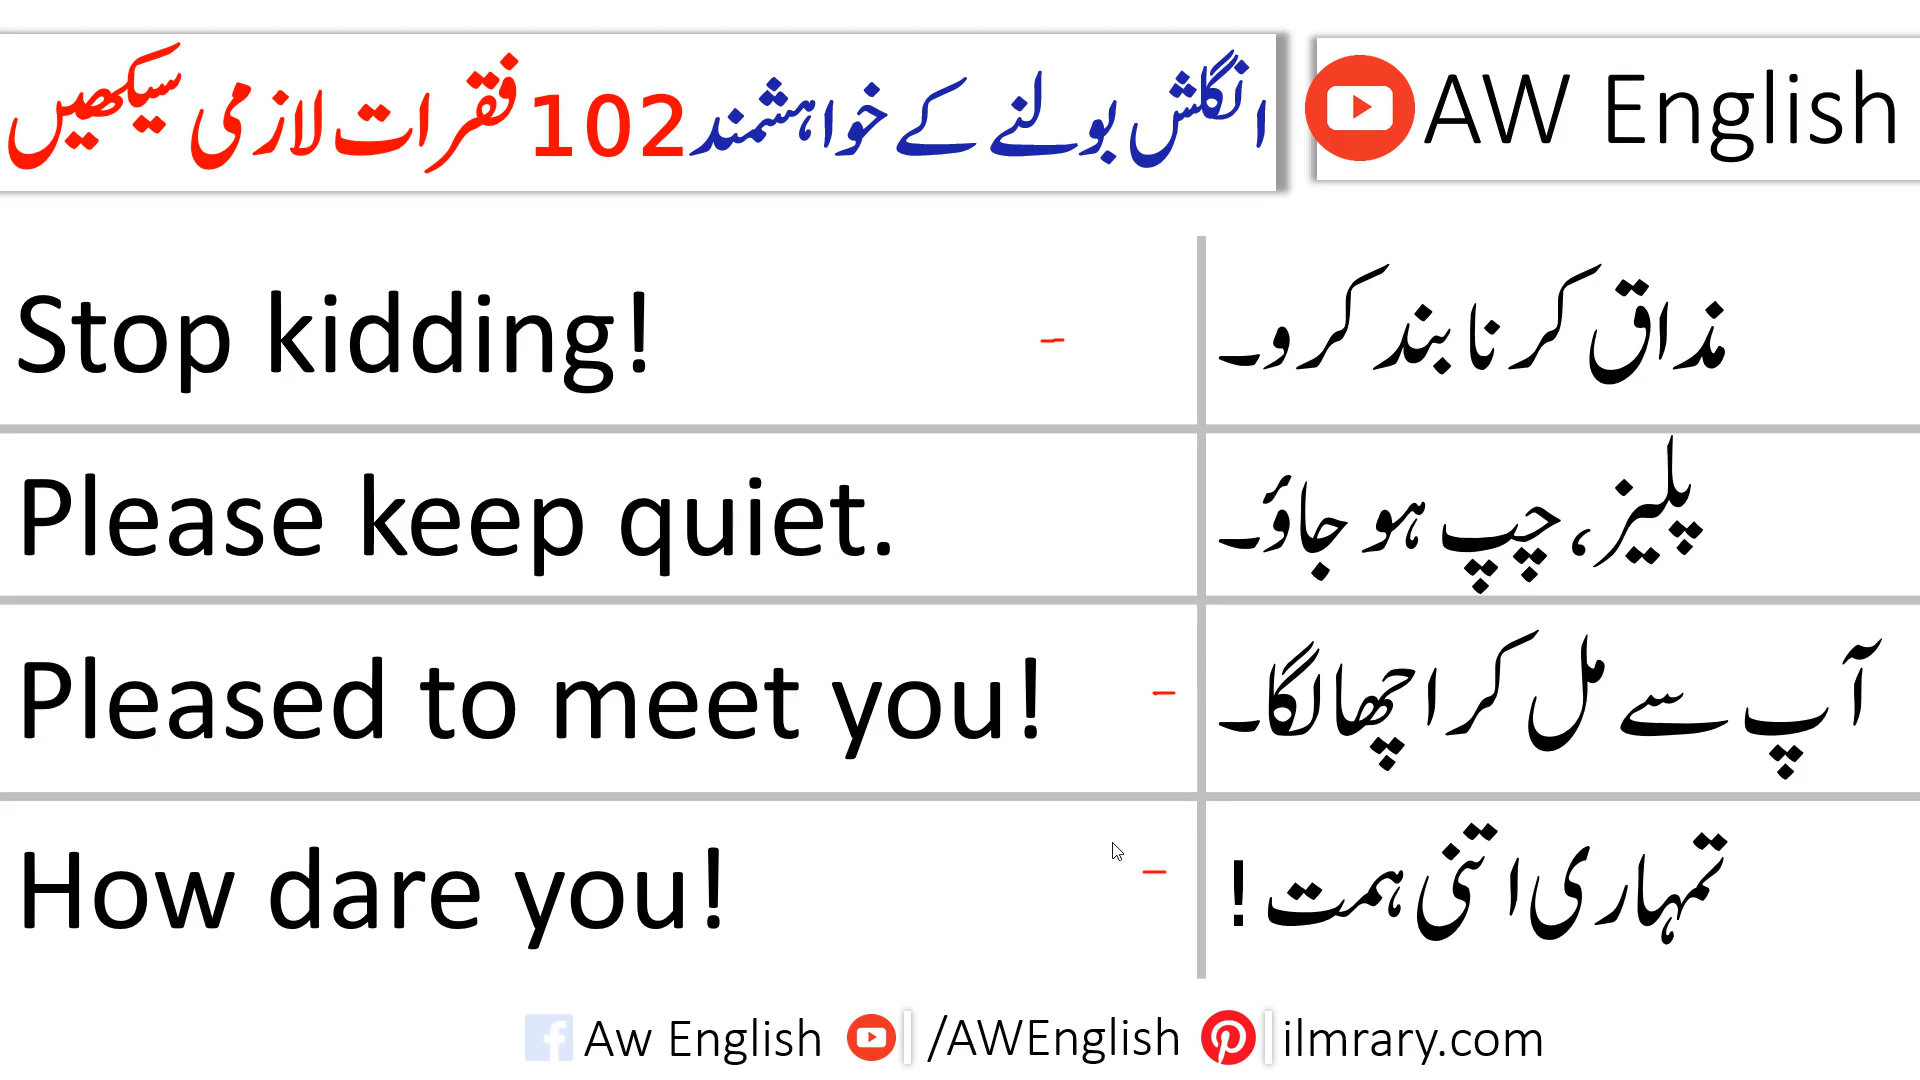 انگلش بولنے کے خواہشمند 102 فقرات لازمی سیکھیں
AW English
Stop kidding!
مذاق کرنا بند کرو۔
Please keep quiet.
پلیز، چپ ہو جاؤ۔
Pleased to meet you!
آپ سے مل کر اچھا لگا۔
How dare you!
تمہاری اتنی ہمت!
Aw English /AWEnglish ilmrary.com